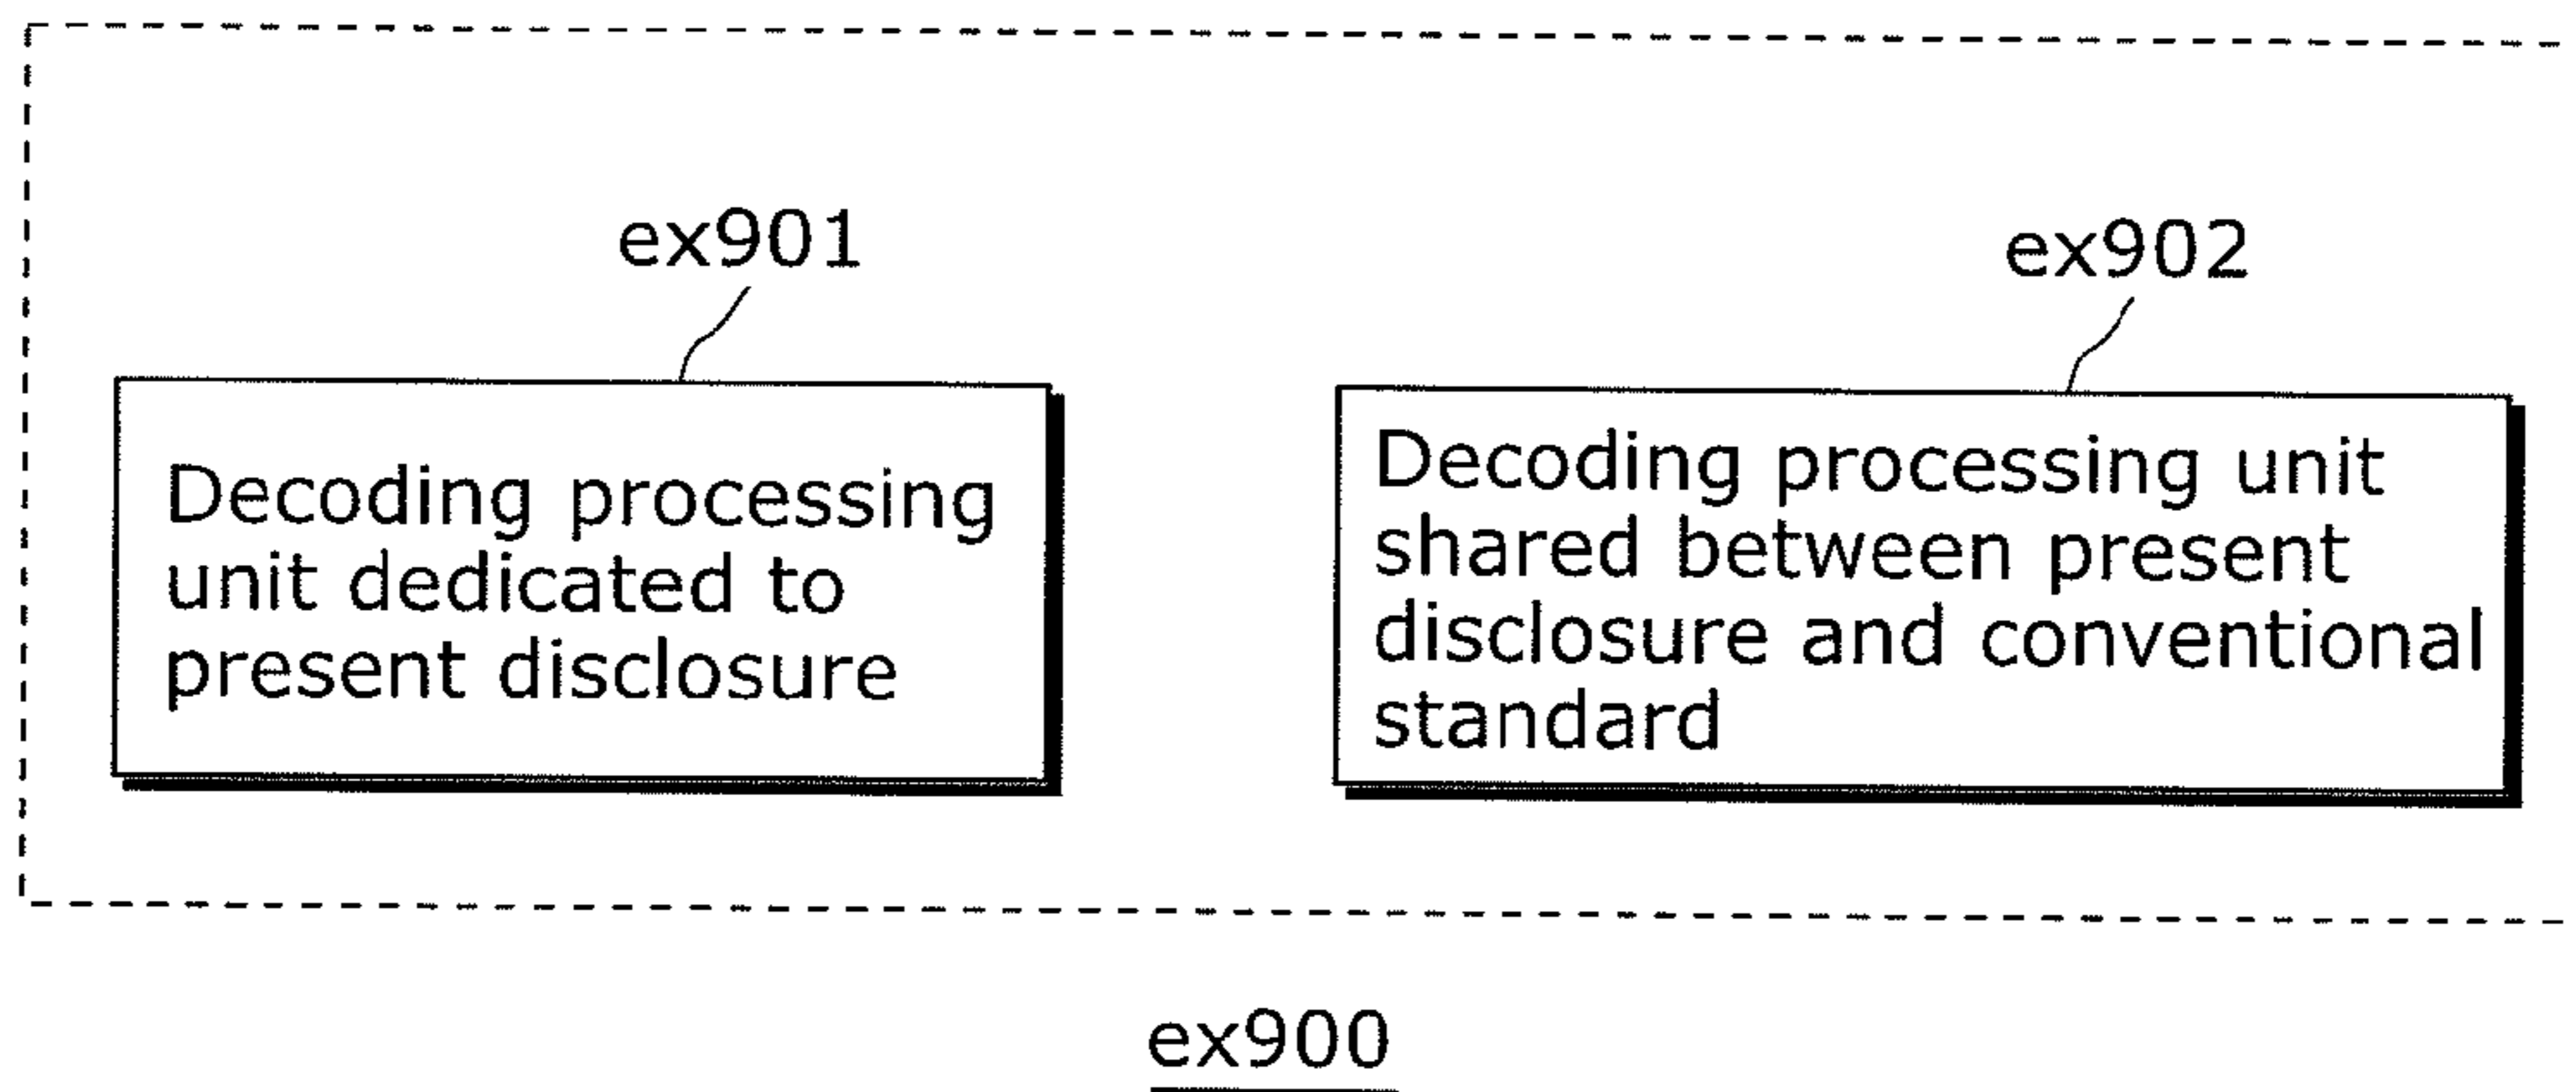 ex901
ex902
Decoding processing
unit dedicated to
present disclosure
Decoding processing unit
shared between present
disclosure and conventional
standard
ex900